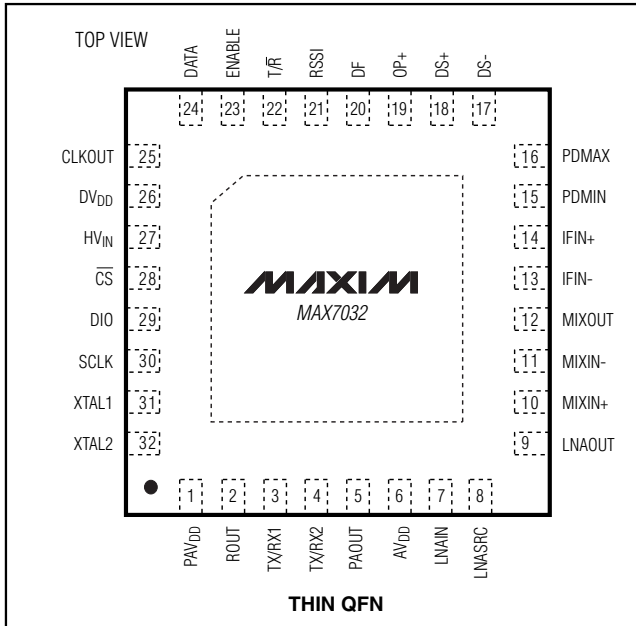 TOP VIEW
DATA
ENABLE
T/R̅
RSSI
DF
OP+
DS+
DS-
24
23
22
21
20
19
18
17
CLKOUT 25
DVDD 26
HVIN 27
C̅S̅ 28
DIO 29
SCLK 30
XTAL1 31
XTAL2 32
16 PDMAX
15 PDMIN
14 IFIN+
13 IFIN-
12 MIXOUT
11 MIXIN-
10 MIXIN+
9 LNAOUT
MAXIM
MAX7032
1
2
3
4
5
6
7
8
PAVDD
ROUT
TX/RX1
TX/RX2
PAOUT
AVDD
LNAIN
LNASRC
THIN QFN